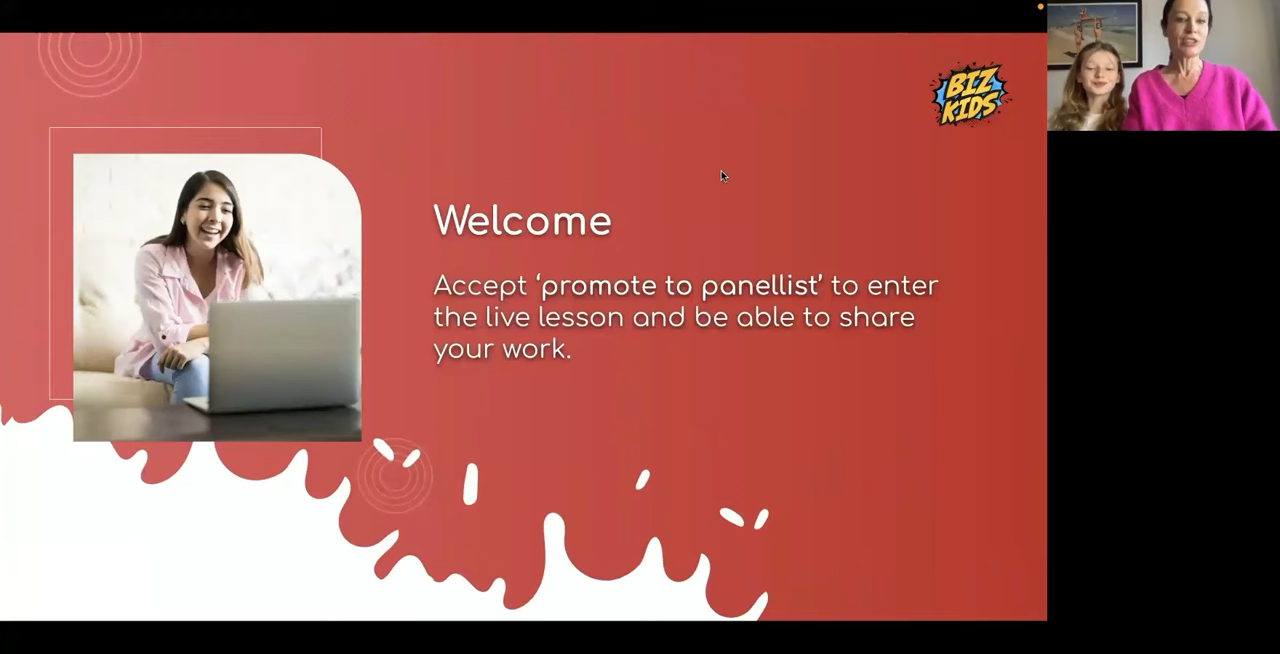 BIZ
KIDS
Welcome
Accept ‘promote to panellist’ to enter
the live lesson and be able to share
your work.